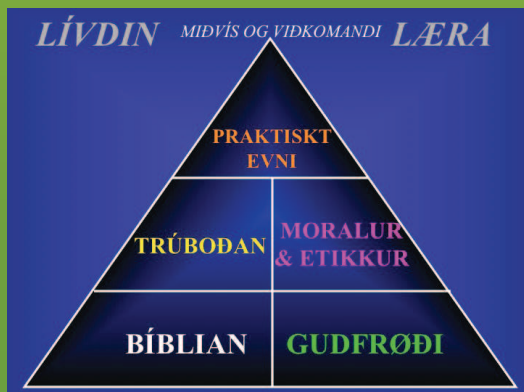 LÍVDIN MIÐVÍS OG VIÐKOMANDI LÆRA
PRAKTISKT
EVNI
TRÚBOÐAN
MORALUR
& ETIKKUR
BÍBLIAN
GUDFRØÐI